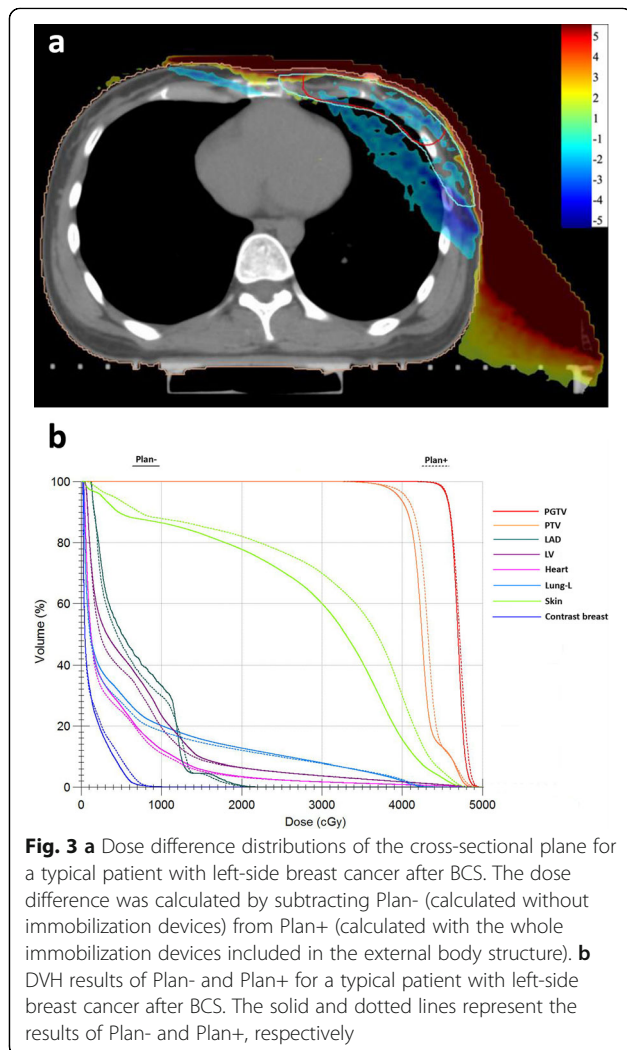 a
5
4
3
2
1
-1
-2
-3
-4
-5
b
Plan-
Plan+
100
80
60
40
20
0
Volume (%)
PGTV
PTV
LAD
LV
Heart
Lung-L
Skin
Contrast breast
0
1000
2000
3000
4000
5000
Dose (cGy)
Fig. 3 a Dose difference distributions of the cross-sectional plane for
a typical patient with left-side breast cancer after BCS. The dose
difference was calculated by subtracting Plan- (calculated without
immobilization devices) from Plan+ (calculated with the whole
immobilization devices included in the external body structure). b
DVH results of Plan- and Plan+ for a typical patient with left-side
breast cancer after BCS. The solid and dotted lines represent the
results of Plan- and Plan+, respectively